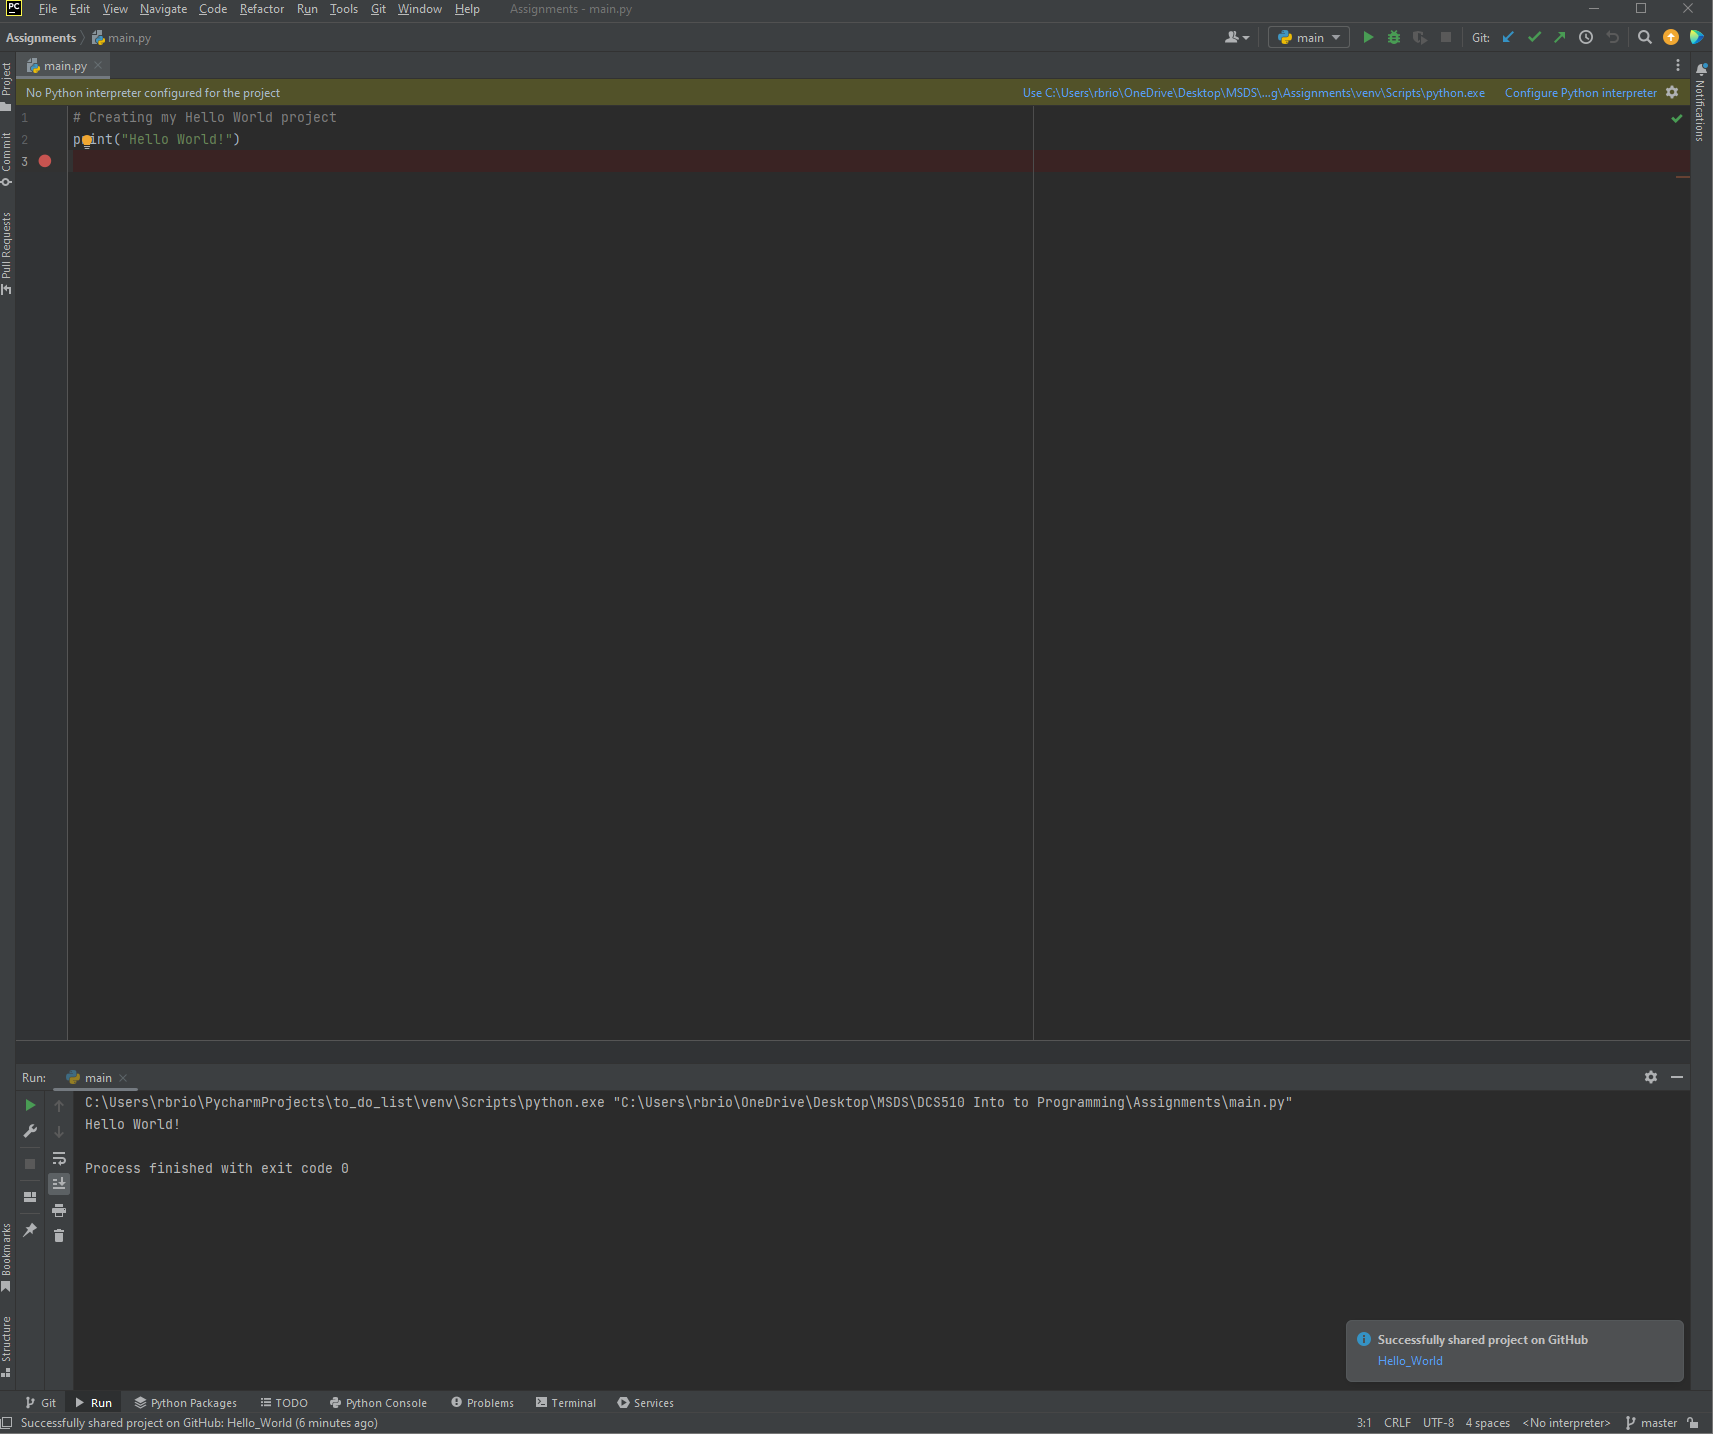 PC File Edit View Navigate Code Refactor Run Tools Git Window Help Assignments - main.py
Assignments main.py main Git:
main.py
No Python interpreter configured for the project Use C:\Users\rbrio\OneDrive\Desktop\MSDS\...g\Assignments\venv\Scripts\python.exe Configure Python interpreter
1 # Creating my Hello World project
2 print("Hello World!")
3
Project
Commit
Pull Requests
Notifications
Run: main
C:\Users\rbrio\PycharmProjects\to_do_list\venv\Scripts\python.exe "C:\Users\rbrio\OneDrive\Desktop\MSDS\DCS510 Into to Programming\Assignments\main.py"
Hello World!
Process finished with exit code 0
Bookmarks
Structure
Successfully shared project on GitHub
Hello_World
Git Run Python Packages TODO Python Console Problems Terminal Services
Successfully shared project on GitHub: Hello_World (6 minutes ago) 3:1 CRLF UTF-8 4 spaces <No interpreter> master